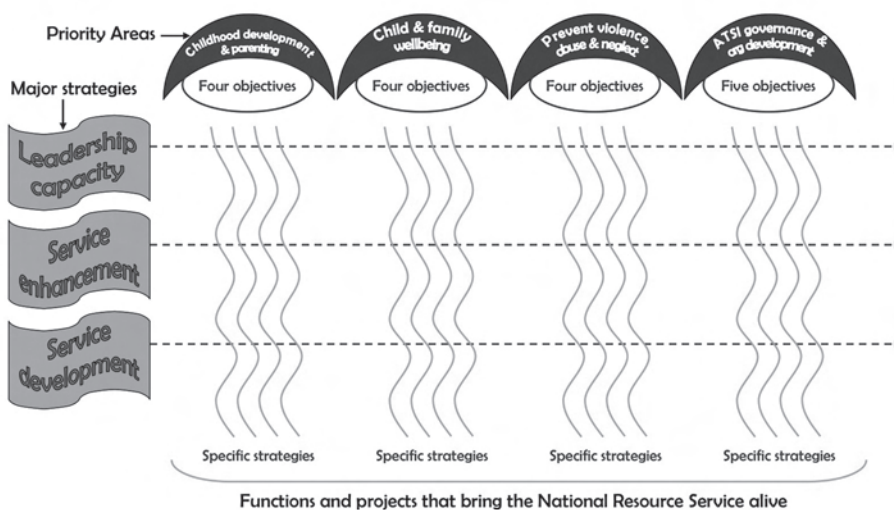 Priority Areas
Childhood development
& parenting
Child & family
wellbeing
Prevent violence,
abuse & neglect
ATSI governance &
org development
Four objectives
Four objectives
Four objectives
Five objectives
Major strategies
Leadership
capacity
Service
enhancement
Service
development
Specific strategies
Specific strategies
Specific strategies
Specific strategies
Functions and projects that bring the National Resource Service alive